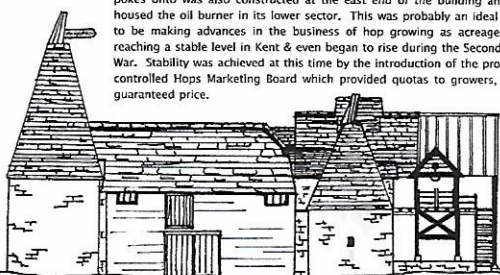 pokes onto was also constructed at the east end of the building an
housed the oil burner in its lower sector. This was probably an ideal
to be making advances in the business of hop growing as acreage
reaching a stable level in Kent & even began to rise during the Second
War. Stability was achieved at this time by the introduction of the pro
controlled Hops Marketing Board which provided quotas to growers,
guaranteed price.